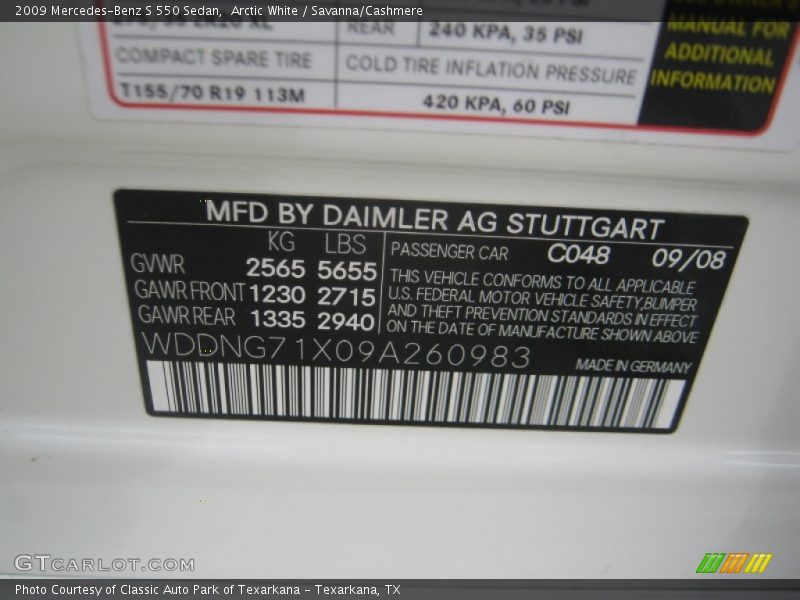 2009 Mercedes-Benz S 550 Sedan, Arctic White / Savanna/Cashmere
REAR 240 KPA, 35 PSI
MANUAL FOR
ADDITIONAL
INFORMATION
COMPACT SPARE TIRE COLD TIRE INFLATION PRESSURE
T155/70 R19 113M 420 KPA, 60 PSI
MFD BY DAIMLER AG STUTTGART
KG LBS
GVWR 2565 5655
GAWR FRONT 1230 2715
GAWR REAR 1335 2940
PASSENGER CAR C048 09/08
THIS VEHICLE CONFORMS TO ALL APPLICABLE
U.S. FEDERAL MOTOR VEHICLE SAFETY,BUMPER
AND THEFT PREVENTION STANDARDS IN EFFECT
ON THE DATE OF MANUFACTURE SHOWN ABOVE
WDDNG71X09A260983
MADE IN GERMANY
GTCARLOT.COM
Photo Courtesy of Classic Auto Park of Texarkana - Texarkana, TX